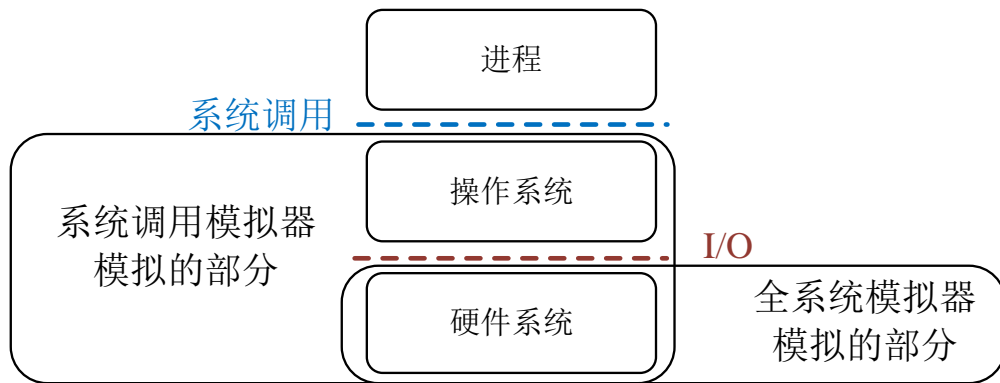 进程
系统调用
操作系统
系统调用模拟器
模拟的部分
I/O
硬件系统
全系统模拟器
模拟的部分